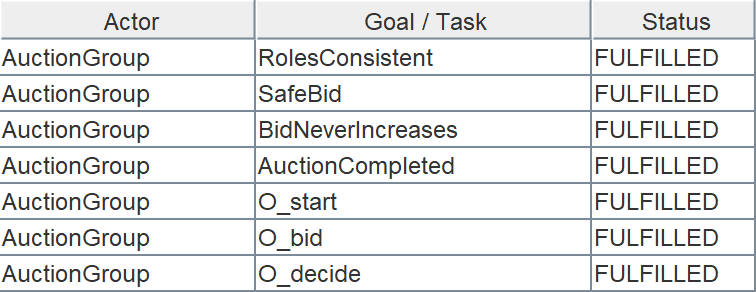 Actor Goal / Task Status
AuctionGroup RolesConsistent FULFILLED
AuctionGroup SafeBid FULFILLED
AuctionGroup BidNeverIncreases FULFILLED
AuctionGroup AuctionCompleted FULFILLED
AuctionGroup O_start FULFILLED
AuctionGroup O_bid FULFILLED
AuctionGroup O_decide FULFILLED